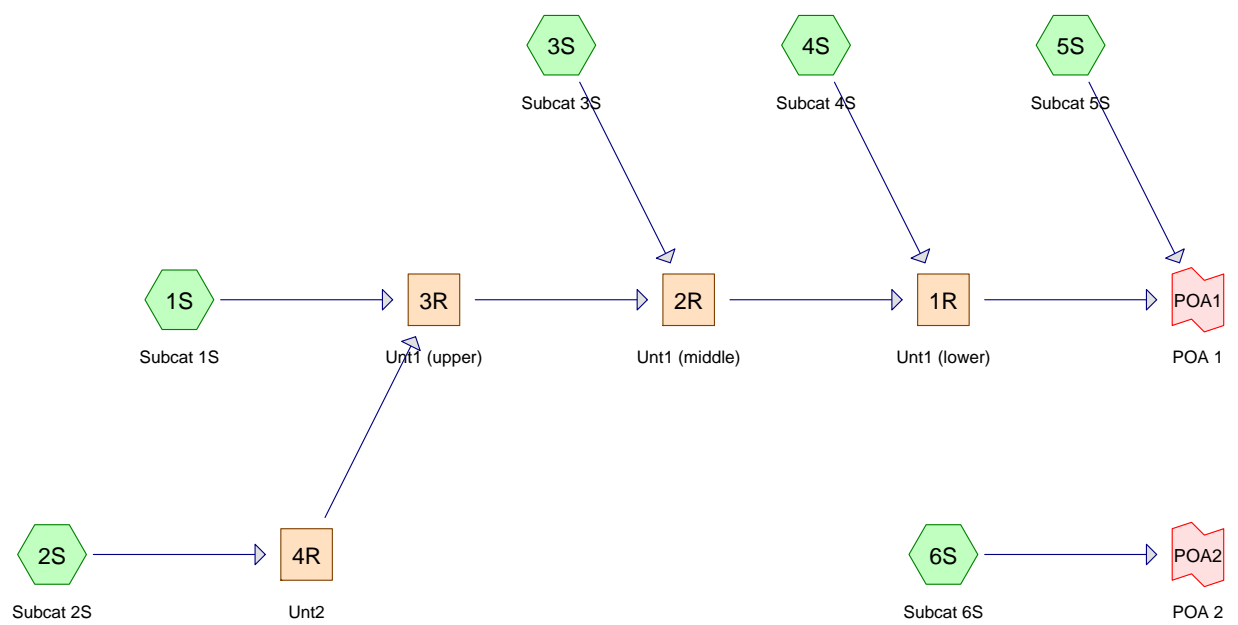 3S
4S
5S
Subcat 3S
Subcat 4S
Subcat 5S
1S
3R
2R
1R
POA1
Subcat 1S
Unt1 (upper)
Unt1 (middle)
Unt1 (lower)
POA 1
2S
4R
6S
POA2
Subcat 2S
Unt2
Subcat 6S
POA 2